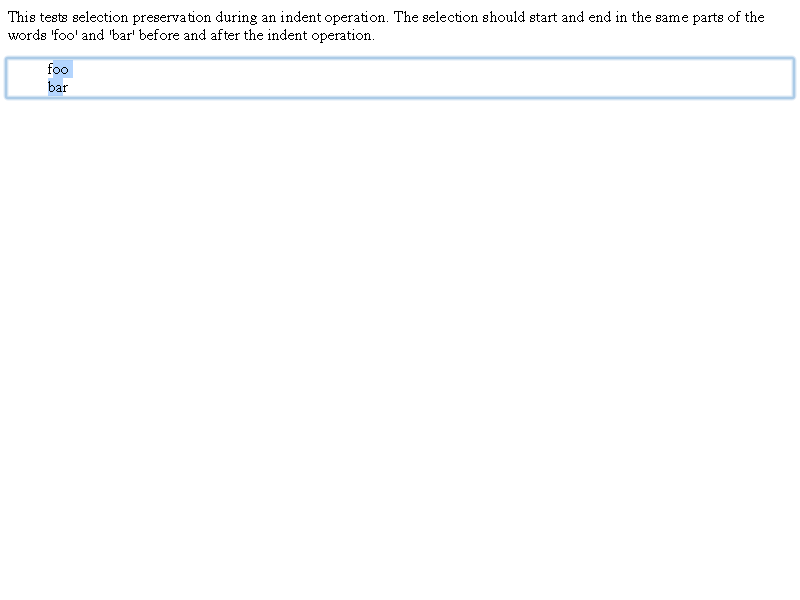 This tests selection preservation during an indent operation. The selection should start and end in the same parts of the
words 'foo' and 'bar' before and after the indent operation.
foo
bar